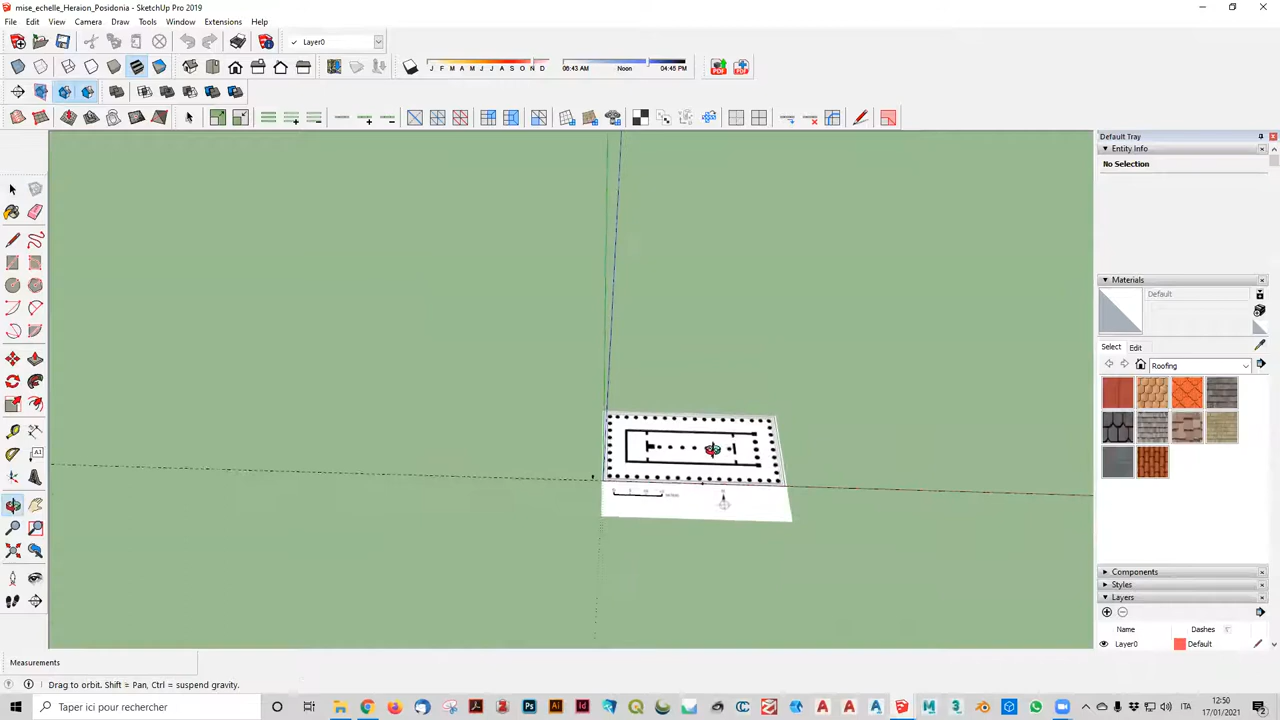 mise_echelle_Heraion_Posidonia - SketchUp Pro 2019
File Edit View Camera Draw Tools Window Extensions Help
Layer0
J F M A M J J A S O N D
06:43 AM Noon 04:45 PM
PDF
PDF
Default Tray
Entity Info
No Selection
Materials
Default
Select Edit
Roofing
Components
Styles
Layers
Name Dashes
Layer0 Default
Measurements
Drag to orbit. Shift = Pan, Ctrl = suspend gravity.
Taper ici pour rechercher
12:50
17/01/2021